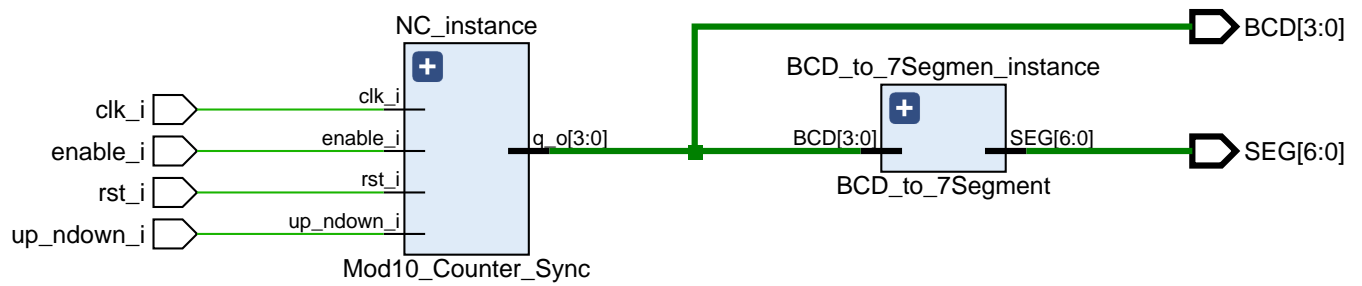 NC_instance
BCD[3:0]
BCD_to_7Segmen_instance
clk_i
clk_i
enable_i
enable_i
q_o[3:0]
BCD[3:0]
SEG[6:0]
SEG[6:0]
rst_i
rst_i
BCD_to_7Segment
up_ndown_i
up_ndown_i
Mod10_Counter_Sync